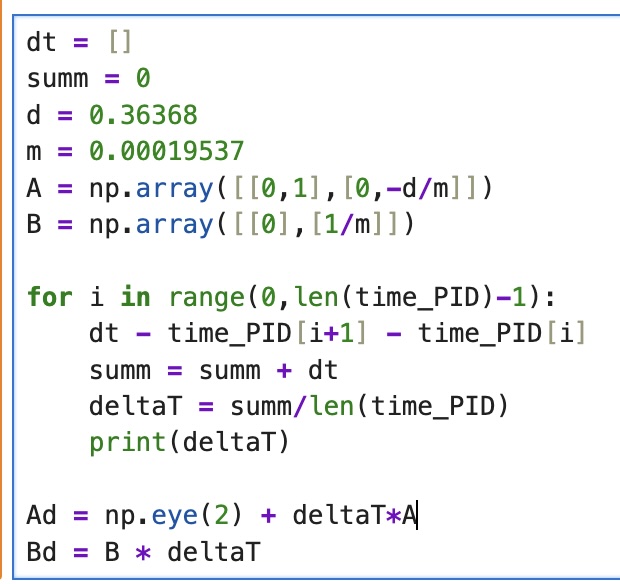 dt = []
summ = 0
d = 0.36368
m = 0.00019537
A = np.array([[0,1],[0,-d/m]])
B = np.array([[0],[1/m]])
for i in range(0,len(time_PID)-1):
    dt - time_PID[i+1] - time_PID[i]
    summ = summ + dt
    deltaT = summ/len(time_PID)
    print(deltaT)
Ad = np.eye(2) + deltaT*A
Bd = B * deltaT